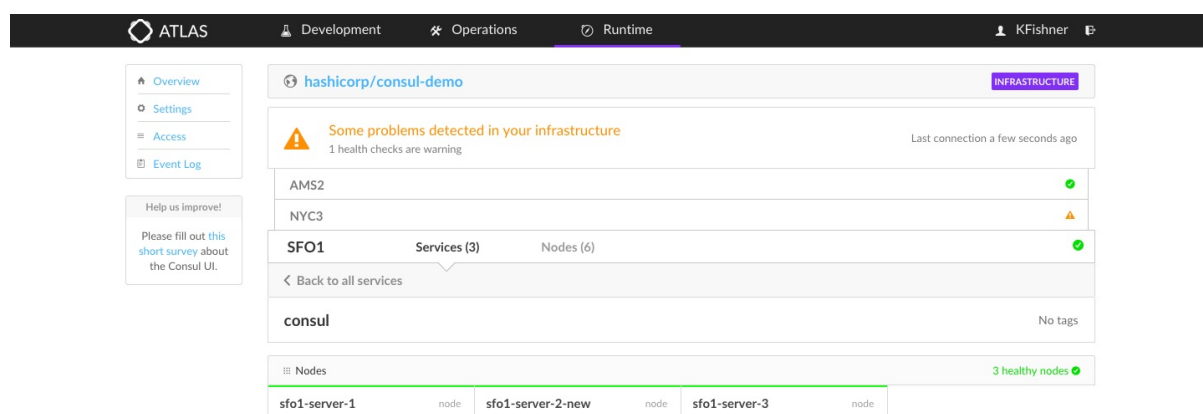 ATLAS Development Operations Runtime KFishner
Overview
Settings
Access
Event Log
Help us improve!
Please fill out this
short survey about
the Consul UI.
hashicorp/consul-demo INFRASTRUCTURE
Some problems detected in your infrastructure
1 health checks are warning
Last connection a few seconds ago
AMS2
NYC3
SFO1 Services (3) Nodes (6)
Back to all services
consul No tags
Nodes 3 healthy nodes
sfo1-server-1 node sfo1-server-2-new node sfo1-server-3 node